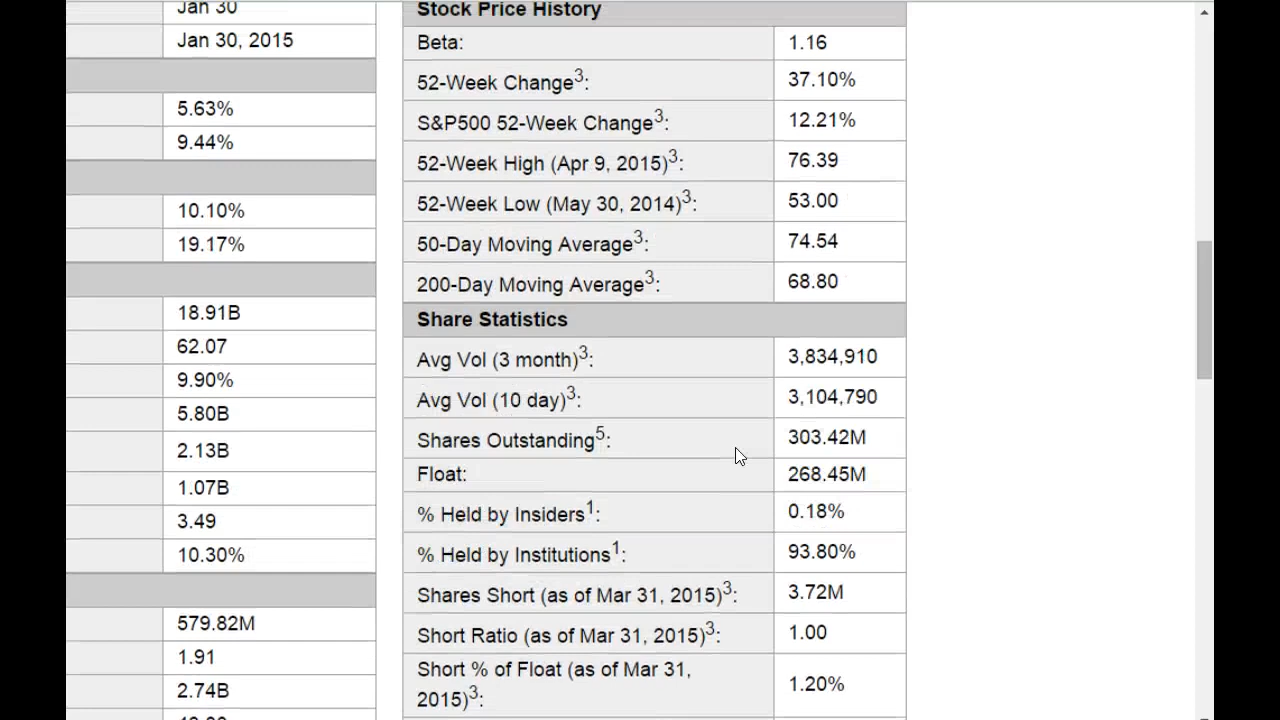 Jan 30
Jan 30, 2015
5.63%
9.44%
10.10%
19.17%
18.91B
62.07
9.90%
5.80B
2.13B
1.07B
3.49
10.30%
579.82M
1.91
2.74B
Stock Price History
Beta: 1.16
52-Week Change3: 37.10%
S&P500 52-Week Change3: 12.21%
52-Week High (Apr 9, 2015)3: 76.39
52-Week Low (May 30, 2014)3: 53.00
50-Day Moving Average3: 74.54
200-Day Moving Average3: 68.80
Share Statistics
Avg Vol (3 month)3: 3,834,910
Avg Vol (10 day)3: 3,104,790
Shares Outstanding5: 303.42M
Float: 268.45M
% Held by Insiders1: 0.18%
% Held by Institutions1: 93.80%
Shares Short (as of Mar 31, 2015)3: 3.72M
Short Ratio (as of Mar 31, 2015)3: 1.00
Short % of Float (as of Mar 31,
2015)3: 1.20%